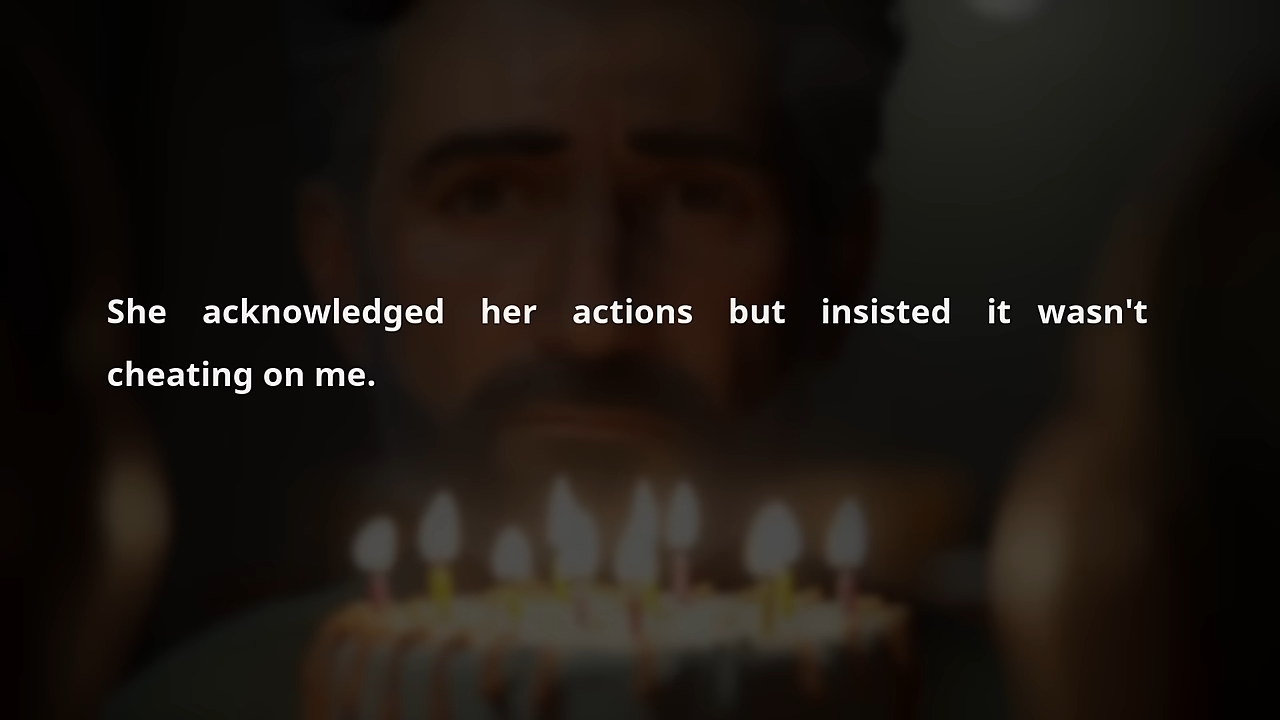 She acknowledged her actions but insisted it wasn't
cheating on me.